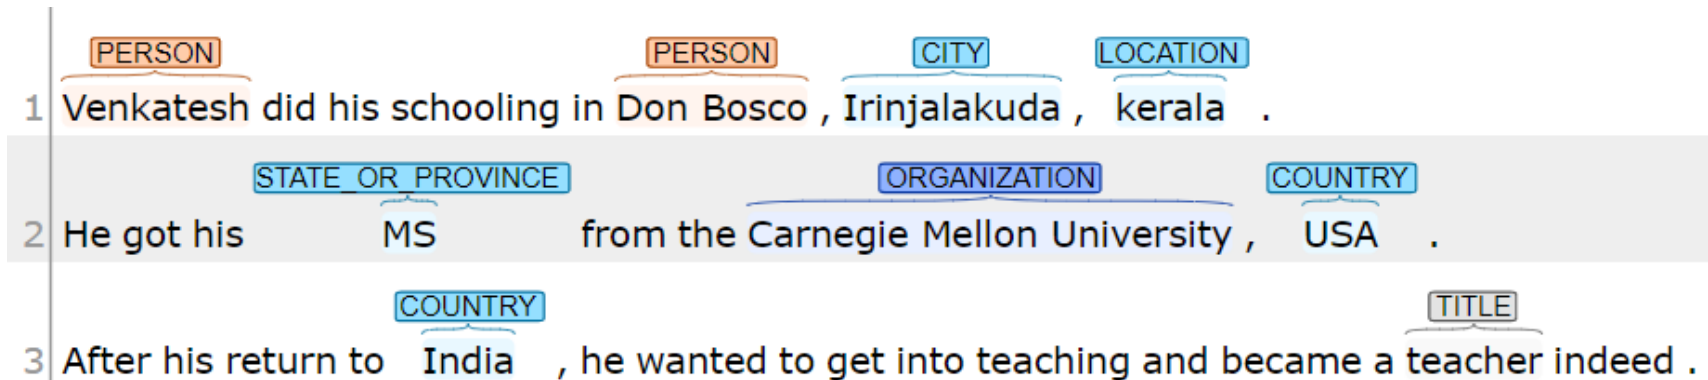 PERSON PERSON CITY LOCATION
1 Venkatesh did his schooling in Don Bosco , Irinjalakuda , kerala .
STATE_OR_PROVINCE ORGANIZATION COUNTRY
2 He got his MS from the Carnegie Mellon University , USA .
COUNTRY TITLE
3 After his return to India , he wanted to get into teaching and became a teacher indeed .